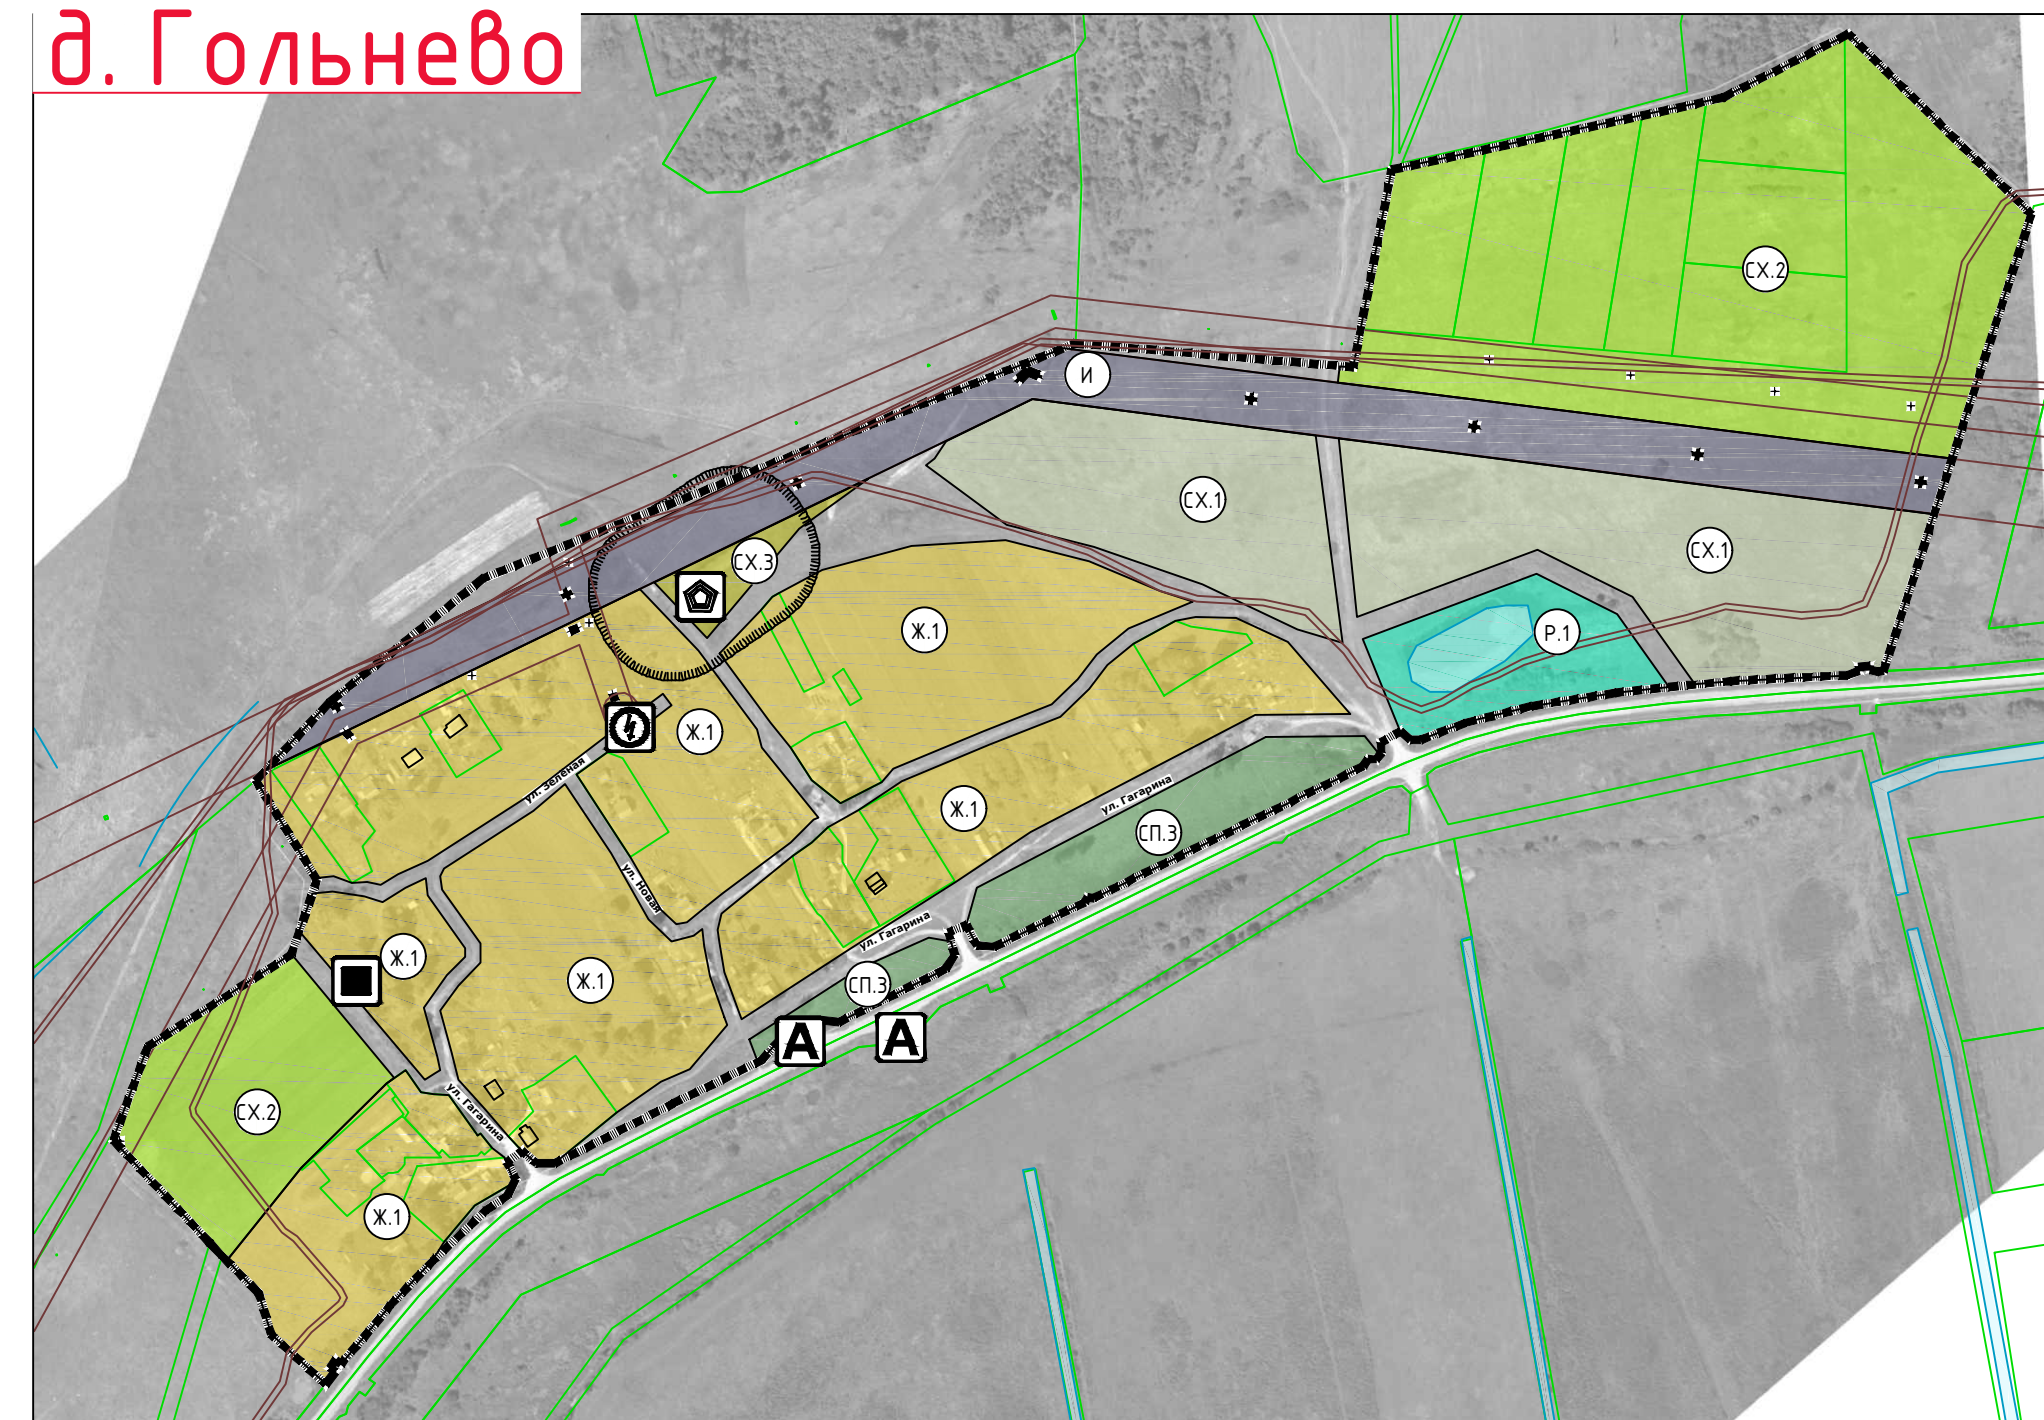 д. Гольнево
СХ.2
И
СХ.1
СХ.1
СХ.3
Ж.1
Р.1
Ж.1
ул. Зеленая
ул. Гагарина
Ж.1
СП.3
ул. Новая
ул. Гагарина
Ж.1
Ж.1
СП.3
А
А
СХ.2
ул. Гагарина
Ж.1